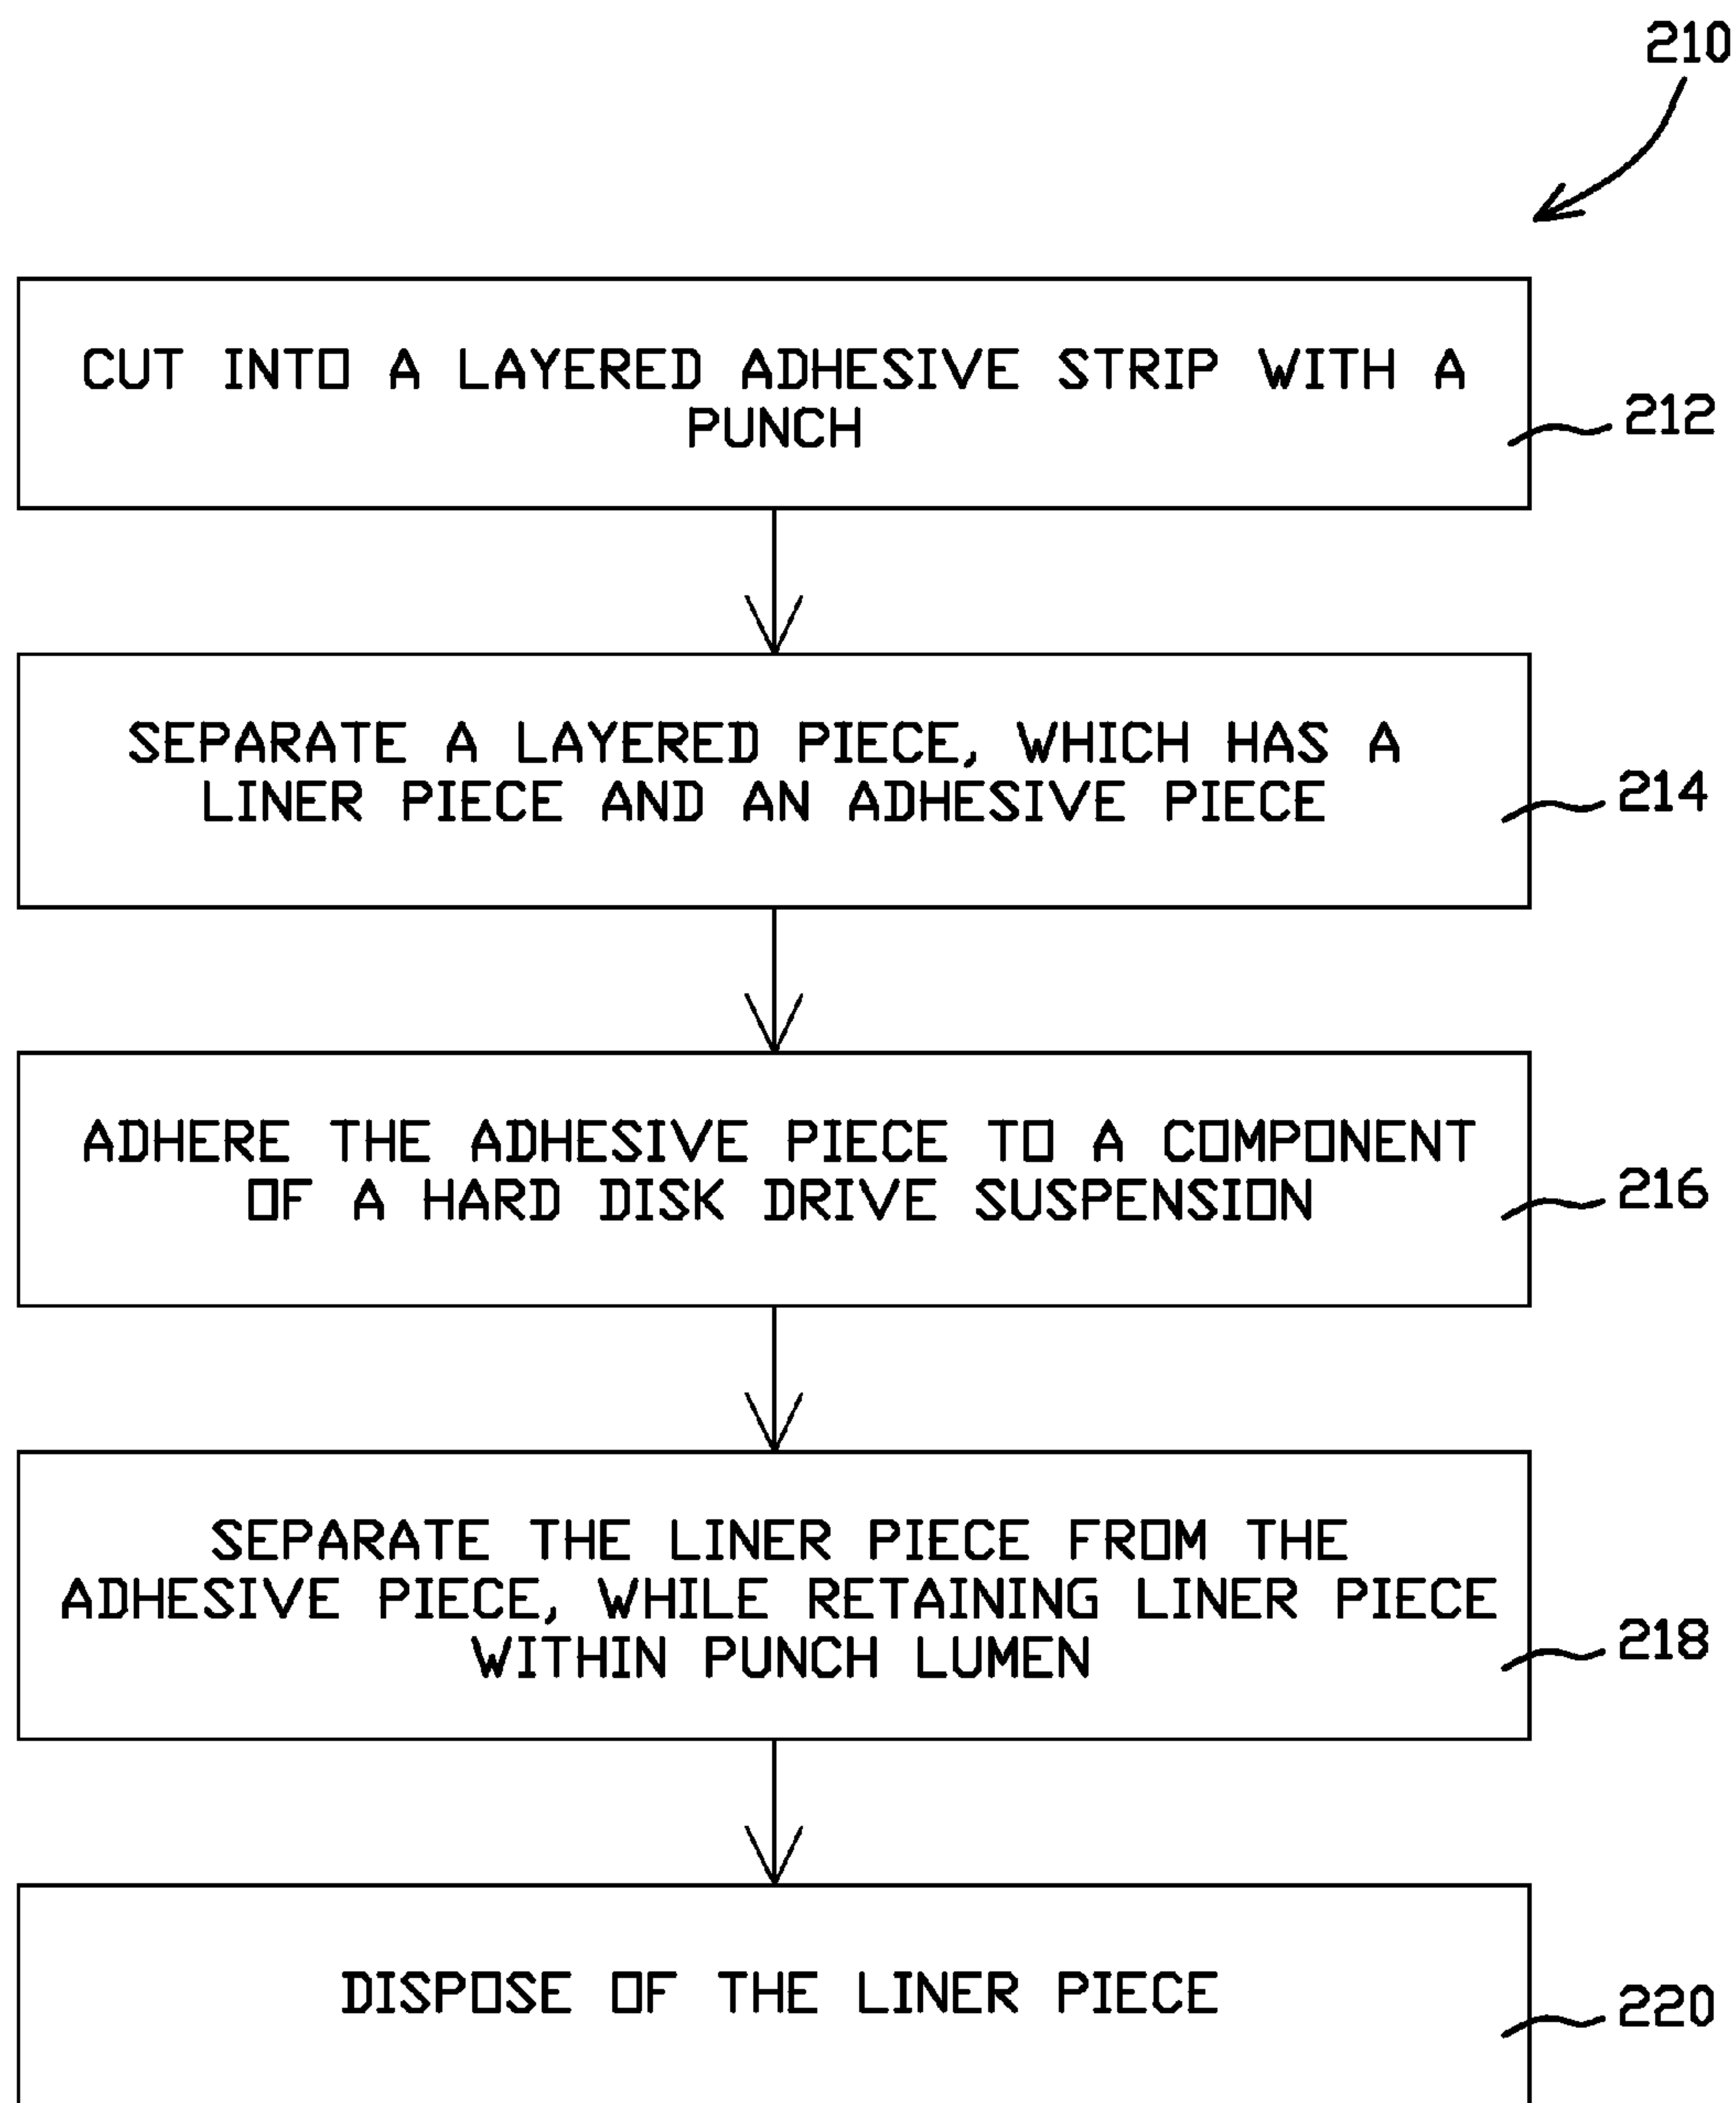 210
CUT INTO A LAYERED ADHESIVE STRIP WITH A
PUNCH
212
SEPARATE A LAYERED PIECE, WHICH HAS A
LINER PIECE AND AN ADHESIVE PIECE
214
ADHERE THE ADHESIVE PIECE TO A COMPONENT
OF A HARD DISK DRIVE SUSPENSION
216
SEPARATE THE LINER PIECE FROM THE
ADHESIVE PIECE, WHILE RETAINING LINER PIECE
WITHIN PUNCH LUMEN
218
DISPOSE OF THE LINER PIECE
220